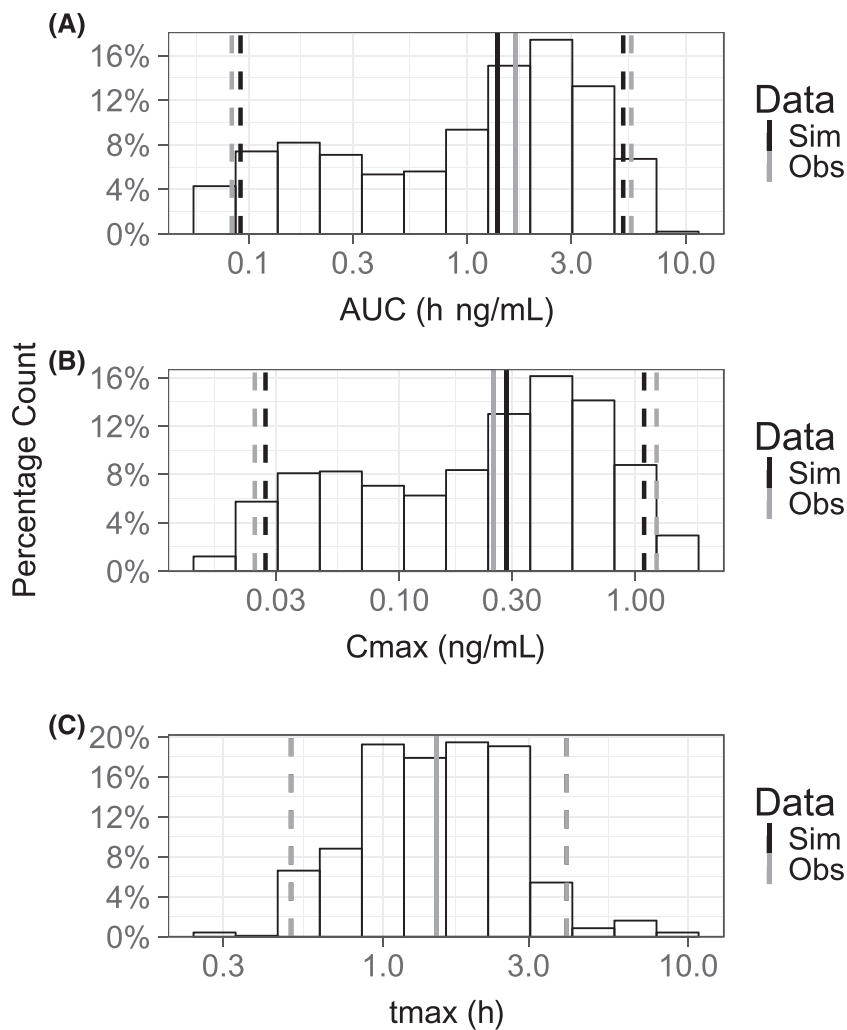 (A)
16%
12%
8%
4%
0%
0.1 0.3 1.0 3.0 10.0
AUC (h ng/mL)
Data
Sim
Obs
Percentage Count
(B)
16%
12%
8%
4%
0%
0.03 0.10 0.30 1.00
Cmax (ng/mL)
Data
Sim
Obs
(C)
20%
16%
12%
8%
4%
0%
0.3 1.0 3.0 10.0
tmax (h)
Data
Sim
Obs